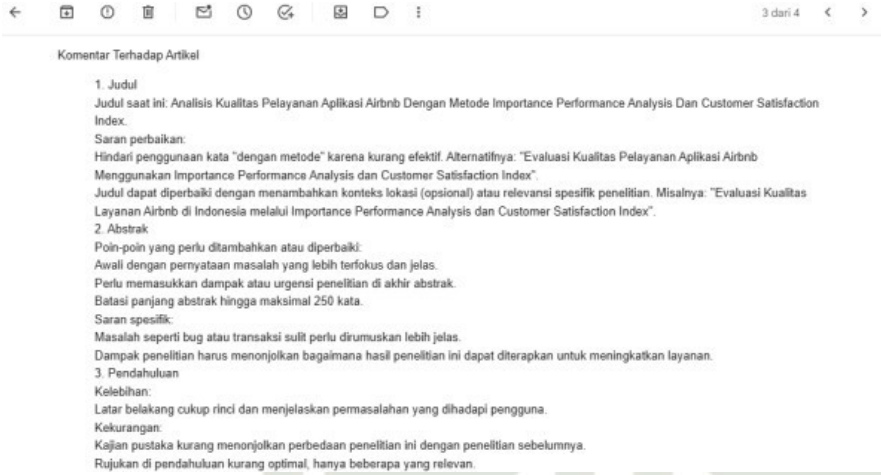 3 dari 4
Komentar Terhadap Artikel
1. Judul
Judul saat ini: Analisis Kualitas Pelayanan Aplikasi Airbnb Dengan Metode Importance Performance Analysis Dan Customer Satisfaction
Index.
Saran perbaikan:
Hindari penggunaan kata "dengan metode" karena kurang efektif. Alternatifnya: "Evaluasi Kualitas Pelayanan Aplikasi Airbnb
Menggunakan Importance Performance Analysis dan Customer Satisfaction Index".
Judul dapat diperbaiki dengan menambahkan konteks lokasi (opsional) atau relevansi spesifik penelitian. Misalnya: "Evaluasi Kualitas
Layanan Airbnb di Indonesia melalui Importance Performance Analysis dan Customer Satisfaction Index".
2. Abstrak
Poin-poin yang perlu ditambahkan atau diperbaiki:
Awali dengan pernyataan masalah yang lebih terfokus dan jelas.
Perlu memasukkan dampak atau urgensi penelitian di akhir abstrak.
Batasi panjang abstrak hingga maksimal 250 kata.
Saran spesifik:
Masalah seperti bug atau transaksi sulit perlu dirumuskan lebih jelas.
Dampak penelitian harus menonjolkan bagaimana hasil penelitian ini dapat diterapkan untuk meningkatkan layanan.
3. Pendahuluan
Kelebihan:
Latar belakang cukup rinci dan menjelaskan permasalahan yang dihadapi pengguna.
Kekurangan:
Kajian pustaka kurang menonjolkan perbedaan penelitian ini dengan penelitian sebelumnya.
Rujukan di pendahuluan kurang optimal, hanya beberapa yang relevan.